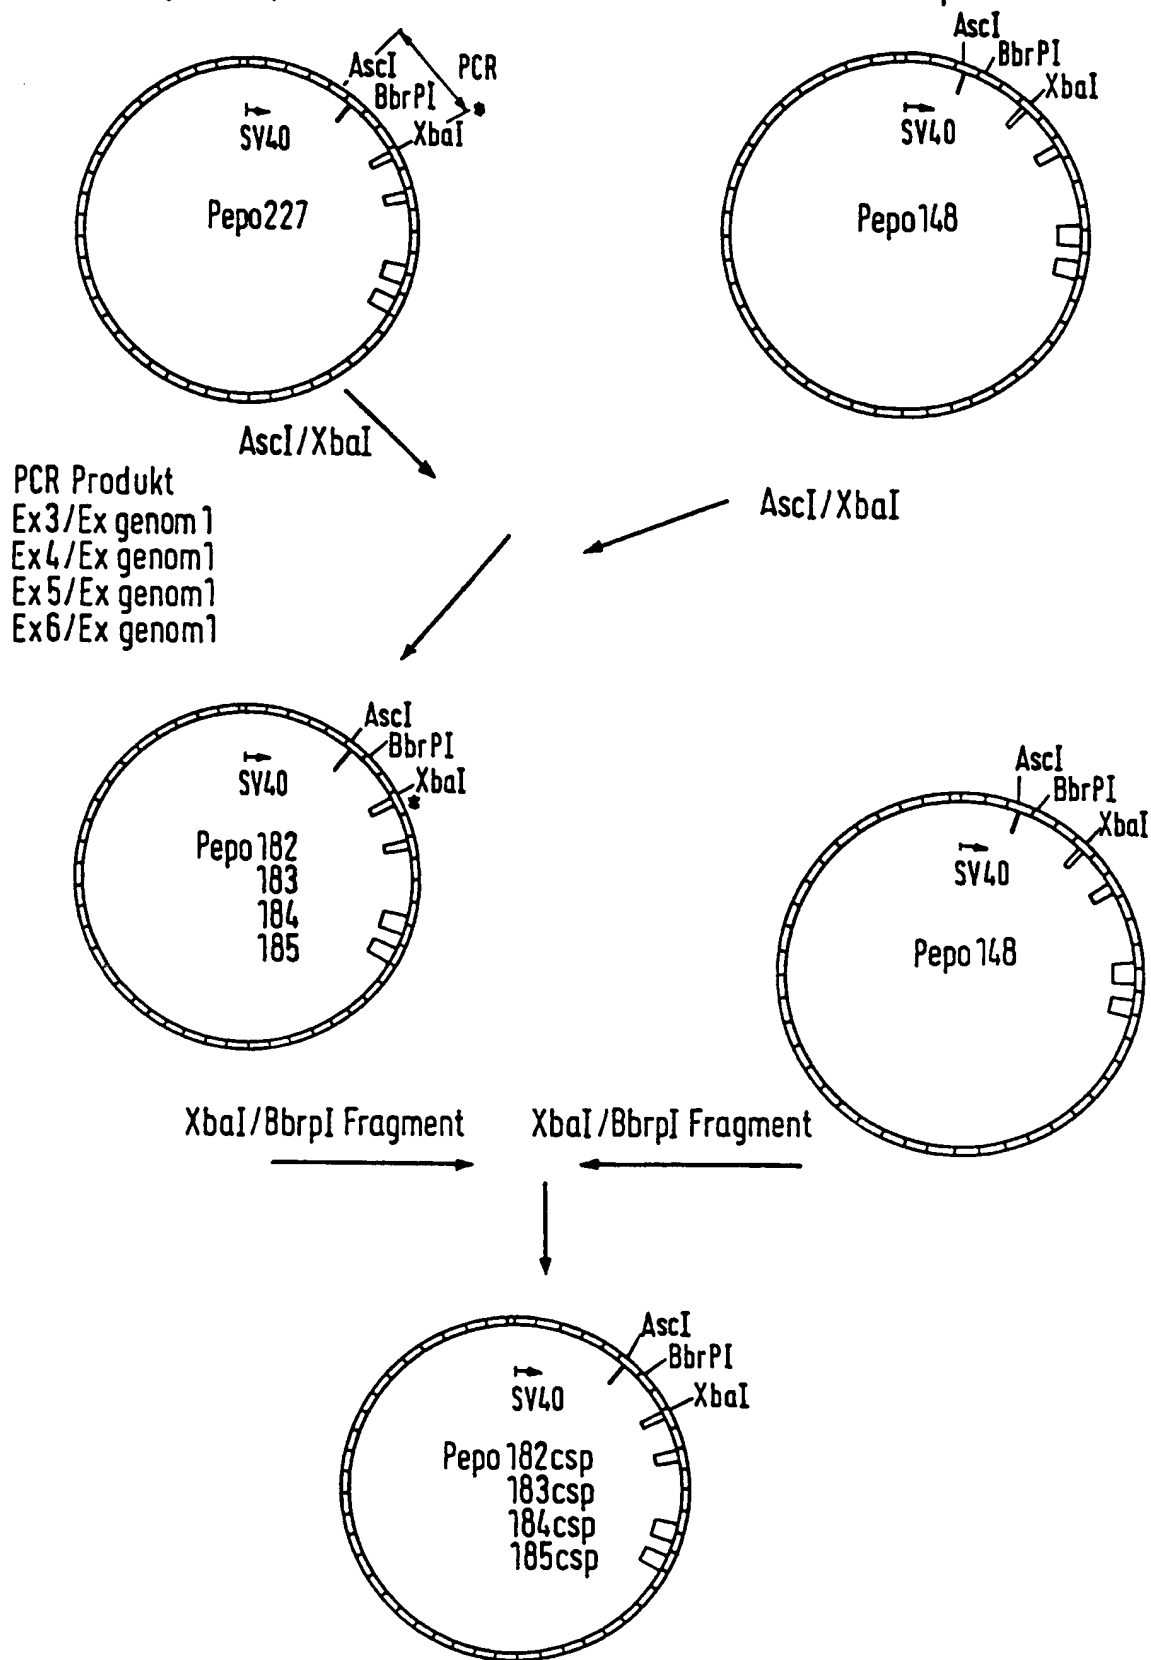 AscI
BbrPI
XbaI
PCR
*
SV40
Pepo227
AscI
BbrPI
XbaI
SV40
Pepo148
AscI/XbaI
AscI/XbaI
PCR Produkt
Ex3/Ex genom1
Ex4/Ex genom1
Ex5/Ex genom1
Ex6/Ex genom1
AscI
BbrPI
XbaI
*
SV40
Pepo182
183
184
185
AscI
BbrPI
XbaI
SV40
Pepo148
XbaI/BbrpI Fragment
XbaI/BbrpI Fragment
AscI
BbrPI
XbaI
SV40
Pepo182csp
183csp
184csp
185csp